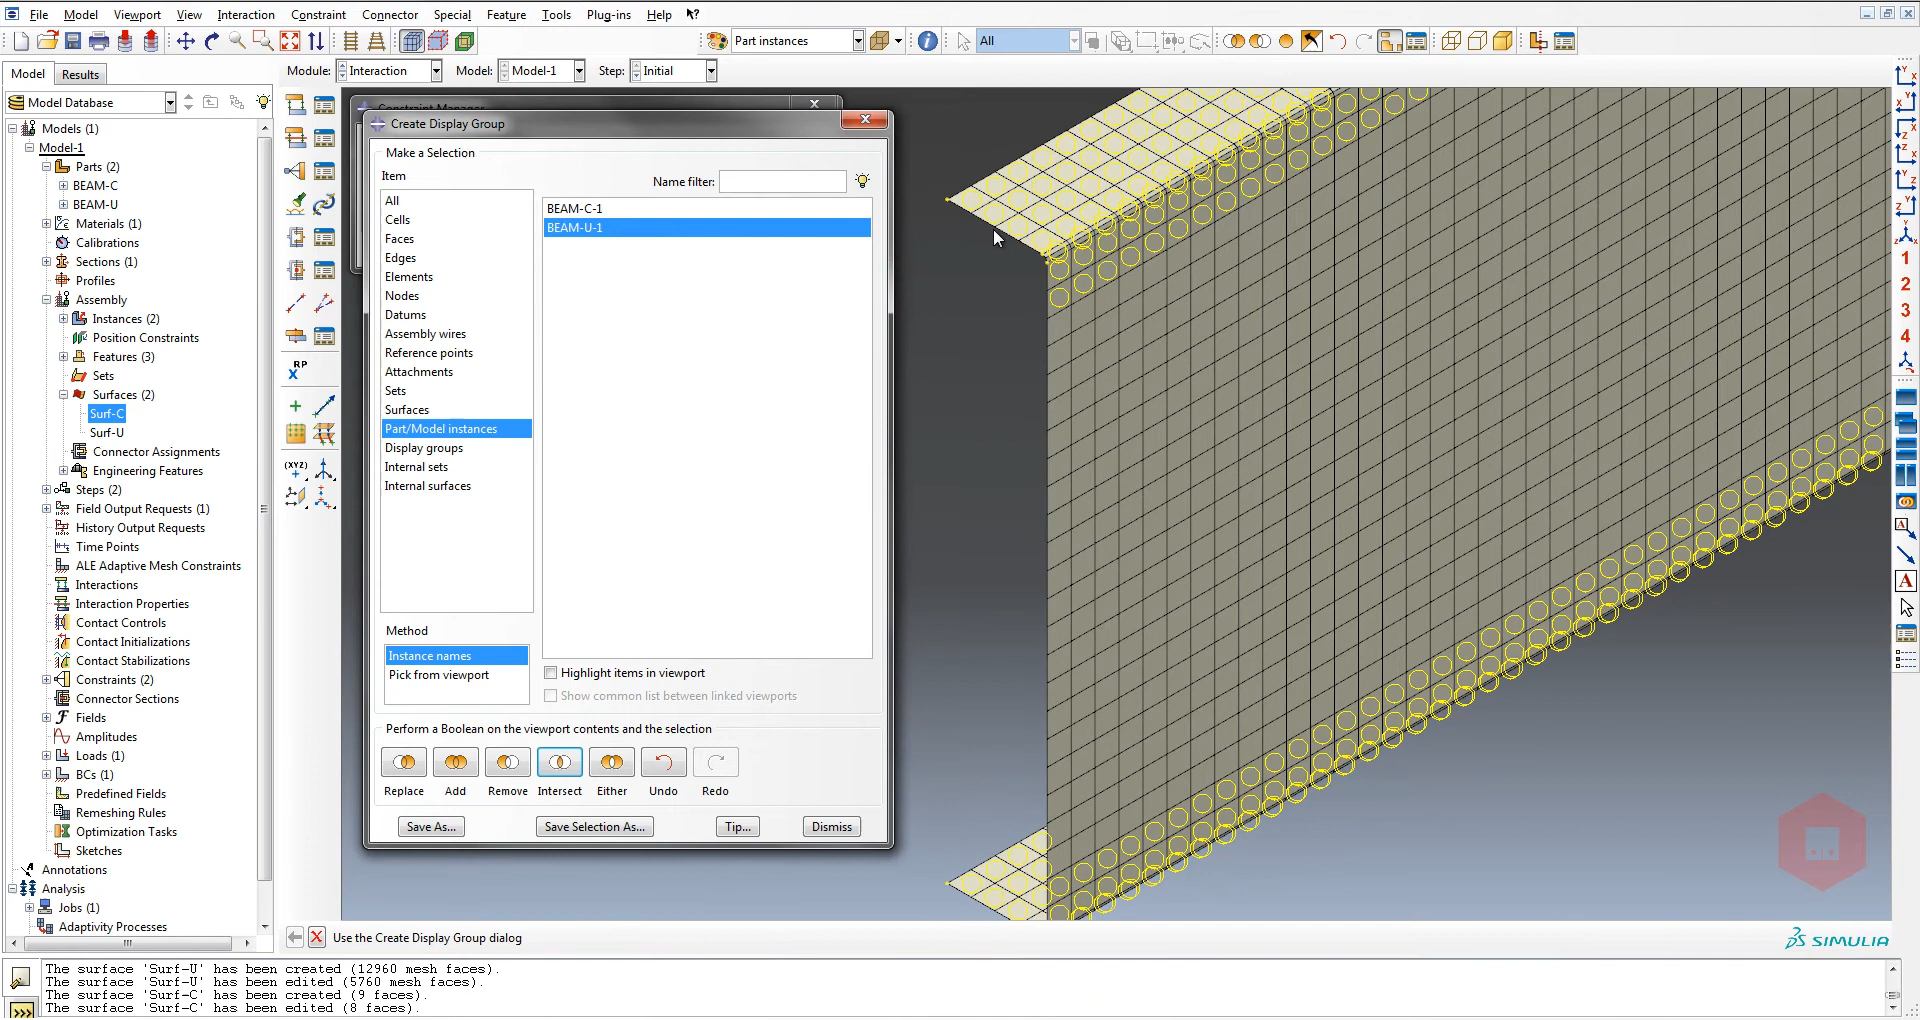 File Model Viewport View Interaction Constraint Connector Special Feature Tools Plug-ins Help
Part instances
All
Model Results
Module: Interaction Model: Model-1 Step: Initial
Model Database
Models (1)
Model-1
Parts (2)
BEAM-C
BEAM-U
Materials (1)
Calibrations
Sections (1)
Profiles
Assembly
Instances (2)
Position Constraints
Features (3)
Sets
Surfaces (2)
Surf-C
Surf-U
Connector Assignments
Engineering Features
Steps (2)
Field Output Requests (1)
History Output Requests
Time Points
ALE Adaptive Mesh Constraints
Interactions
Interaction Properties
Contact Controls
Contact Initializations
Contact Stabilizations
Constraints (2)
Connector Sections
Fields
Amplitudes
Loads (1)
BCs (1)
Predefined Fields
Remeshing Rules
Optimization Tasks
Sketches
Annotations
Analysis
Jobs (1)
Adaptivity Processes
RP
(XYZ)
Constraint Manager
Create Display Group
Make a Selection
Item
Name filter:
All
Cells
Faces
Edges
Elements
Nodes
Datums
Assembly wires
Reference points
Attachments
Sets
Surfaces
Part/Model instances
Display groups
Internal sets
Internal surfaces
BEAM-C-1
BEAM-U-1
Method
Instance names
Pick from viewport
Highlight items in viewport
Show common list between linked viewports
Perform a Boolean on the viewport contents and the selection
Replace Add Remove Intersect Either Undo Redo
Save As... Save Selection As... Tip... Dismiss
1
2
3
4
A
Use the Create Display Group dialog
SIMULIA
The surface 'Surf-U' has been created (12960 mesh faces).
The surface 'Surf-U' has been edited (5760 mesh faces).
The surface 'Surf-C' has been created (9 faces).
The surface 'Surf-C' has been edited (8 faces).
>>>